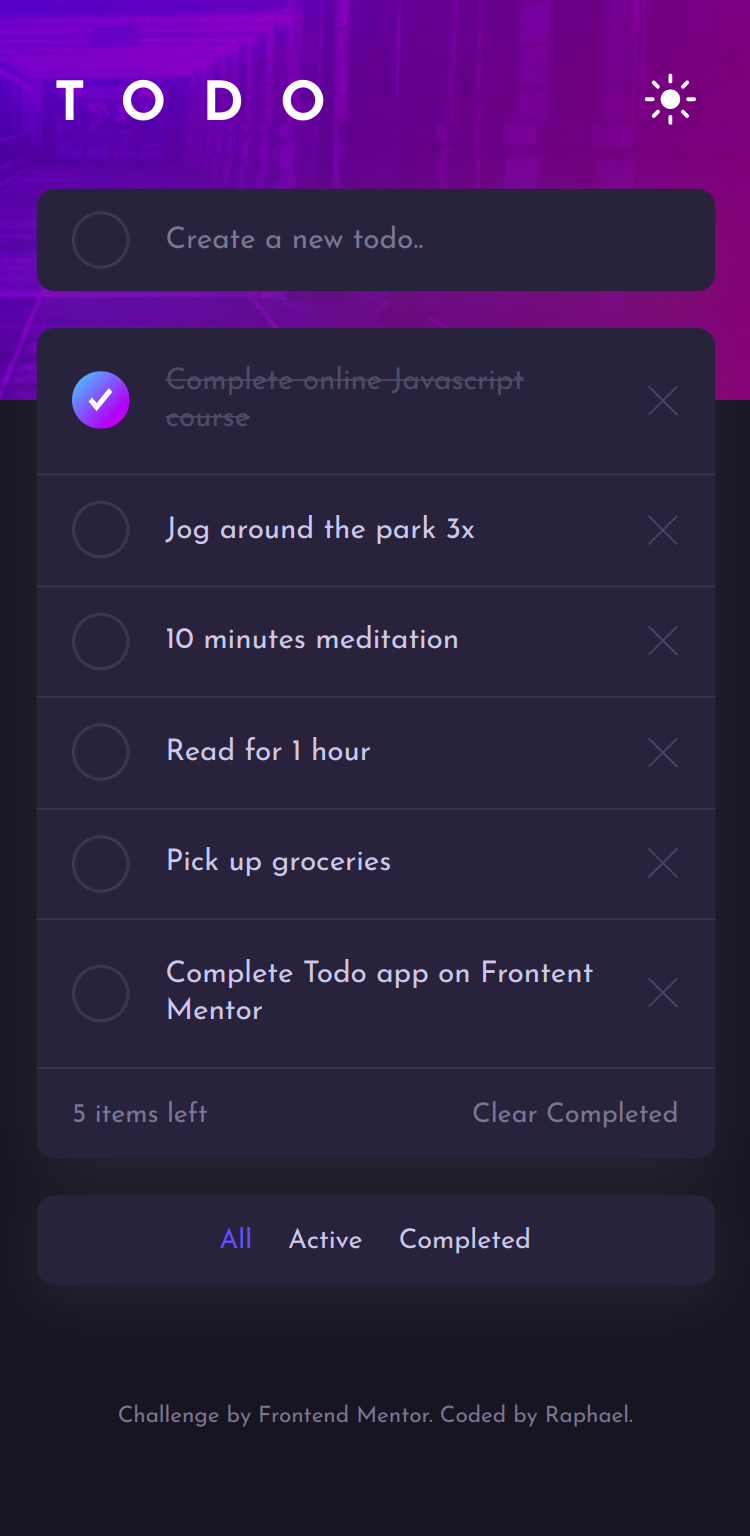 TODO
Create a new todo..
Complete online Javascript
course
Jog around the park 3x
10 minutes meditation
Read for 1 hour
Pick up groceries
Complete Todo app on Frontent
Mentor
5 items left Clear Completed
All Active Completed
Challenge by Frontend Mentor. Coded by Raphael.